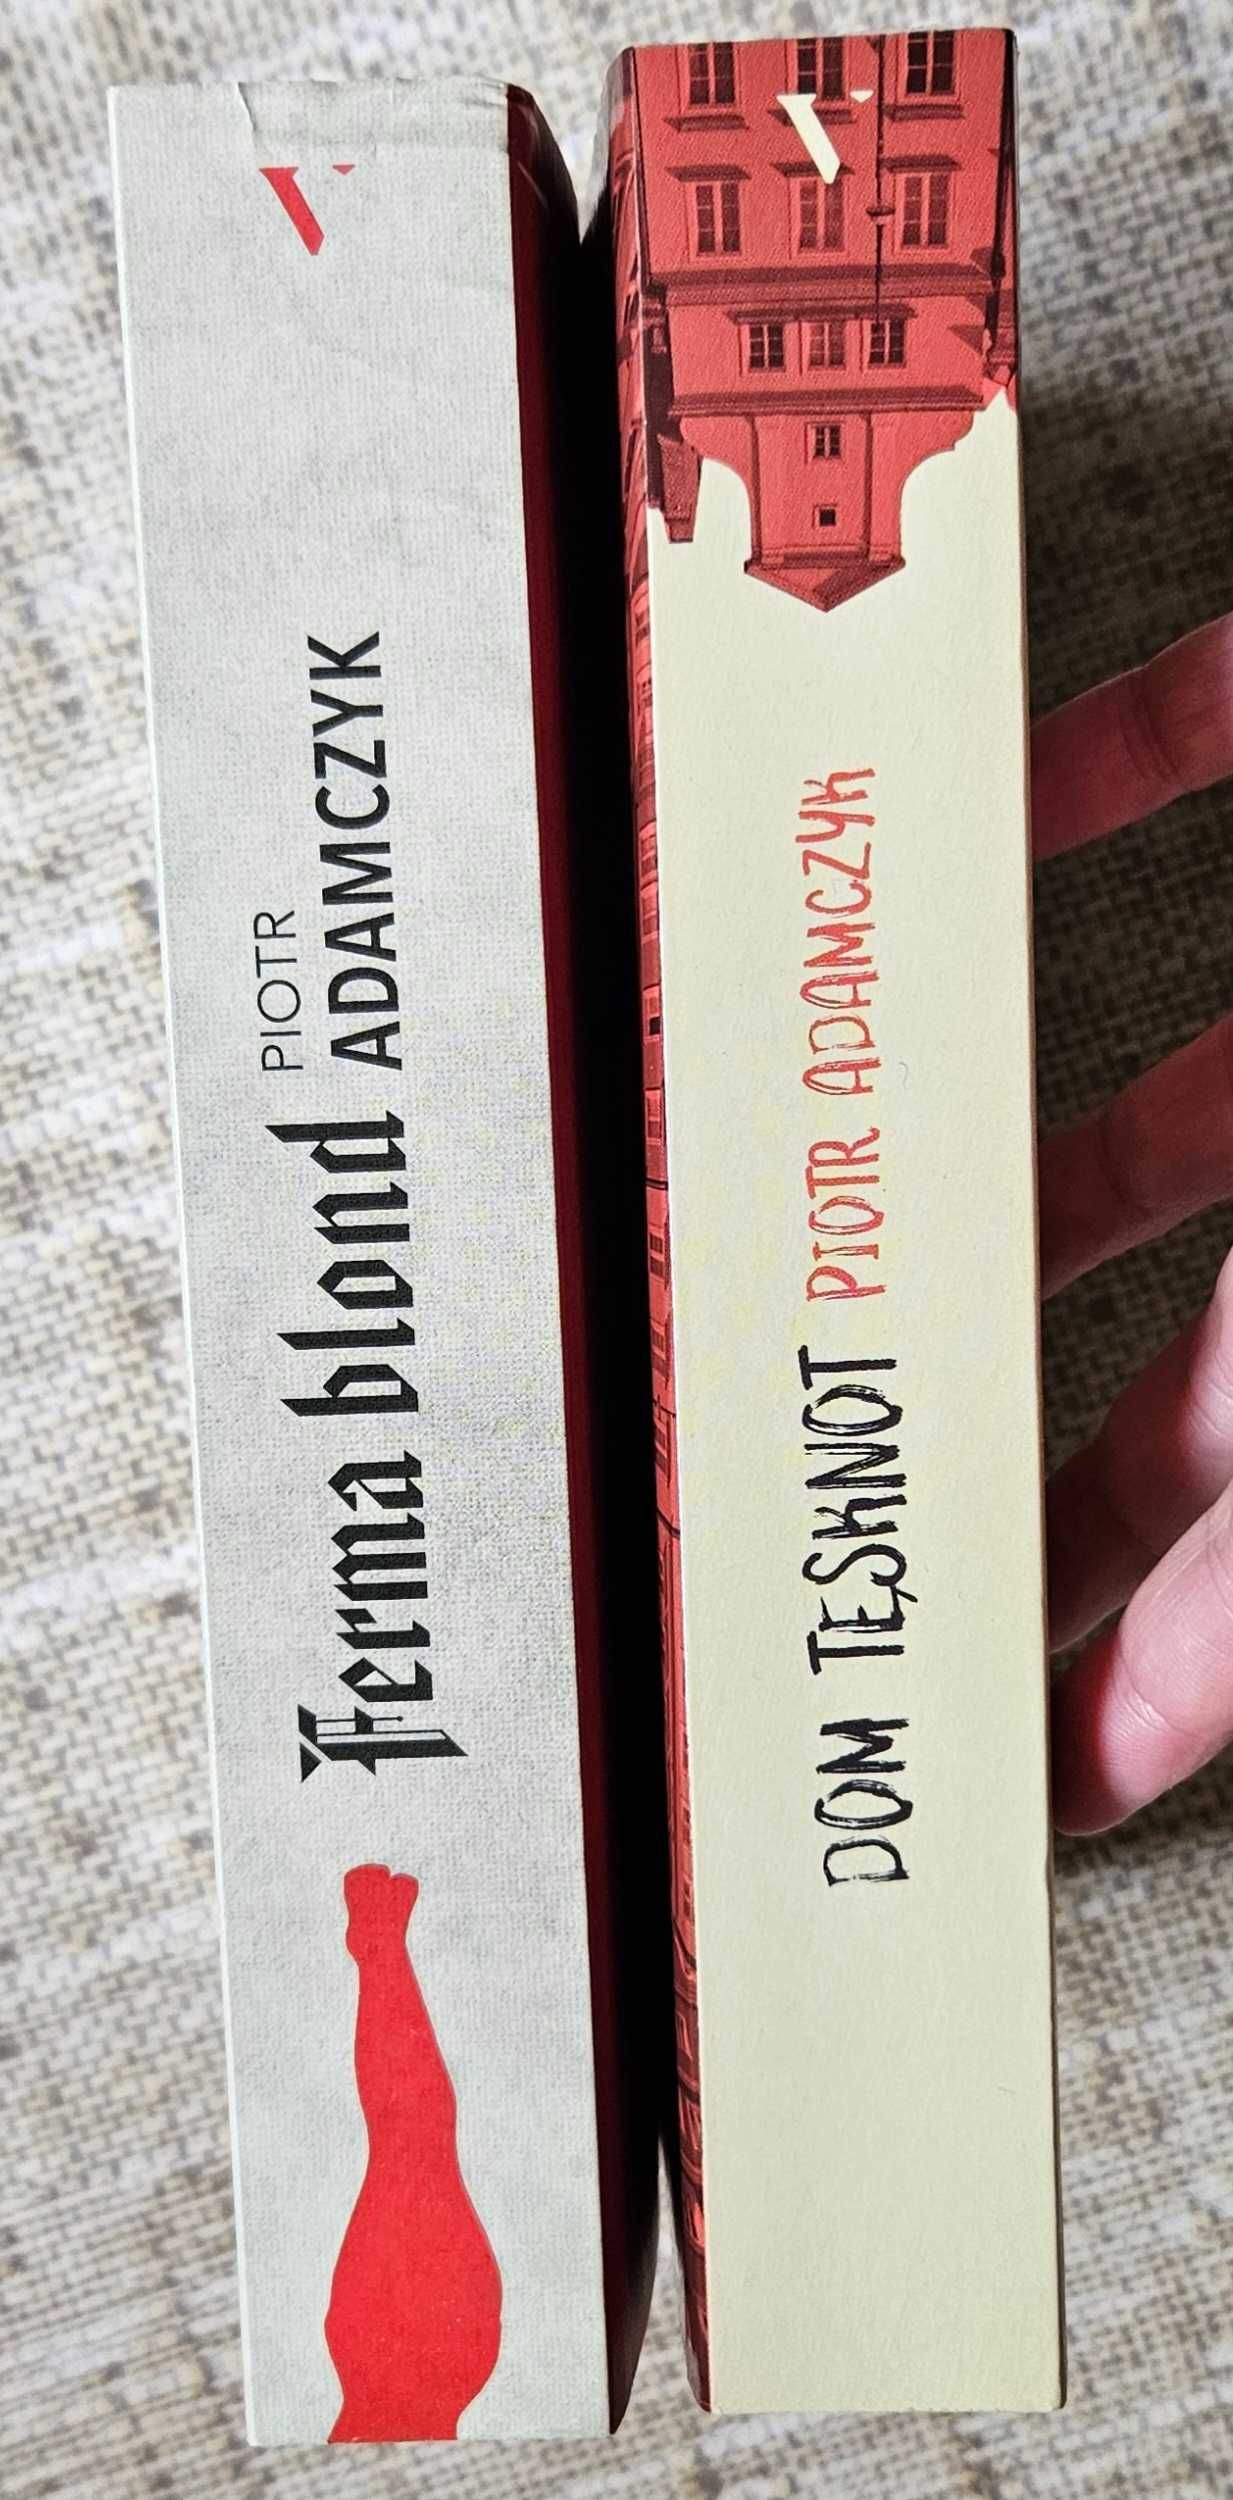 Ferma blond
PIOTR
ADAMCZYK
DOM TĘSKNOT PIOTR ADAMCZYK